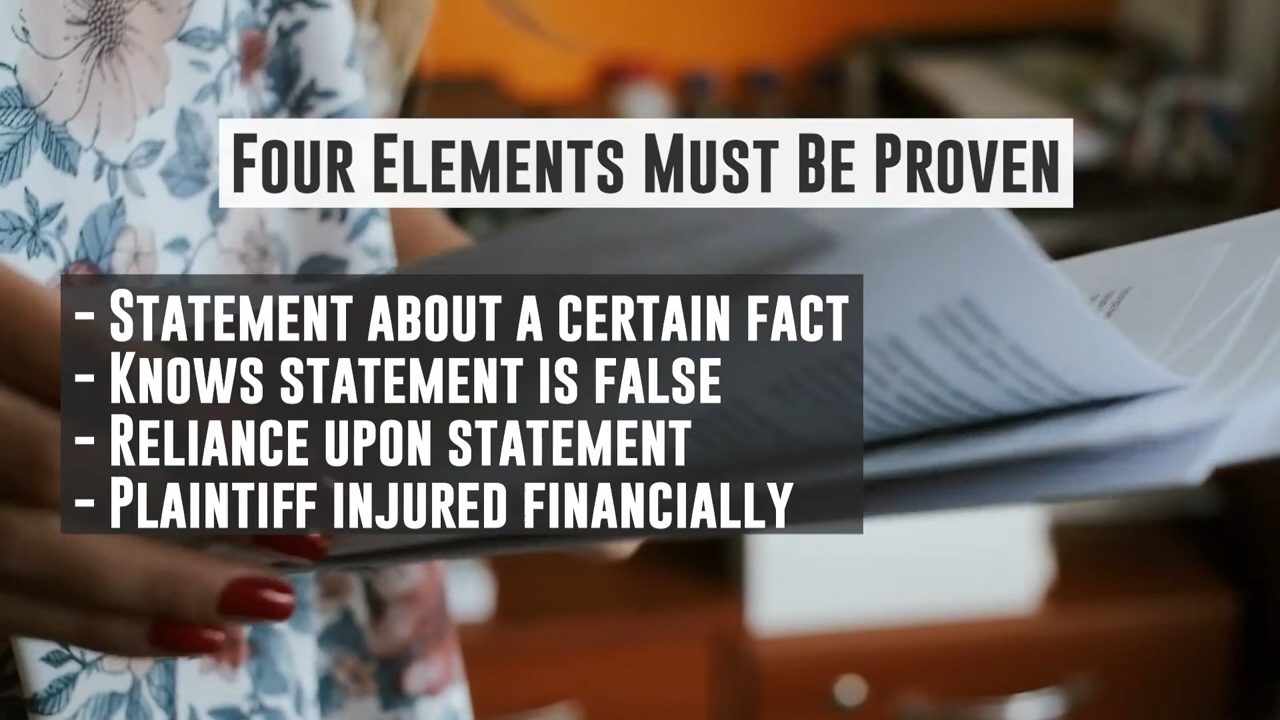 Four Elements Must Be Proven
- Statement about a certain fact
- Knows statement is false
- Reliance upon statement
- Plaintiff injured financially